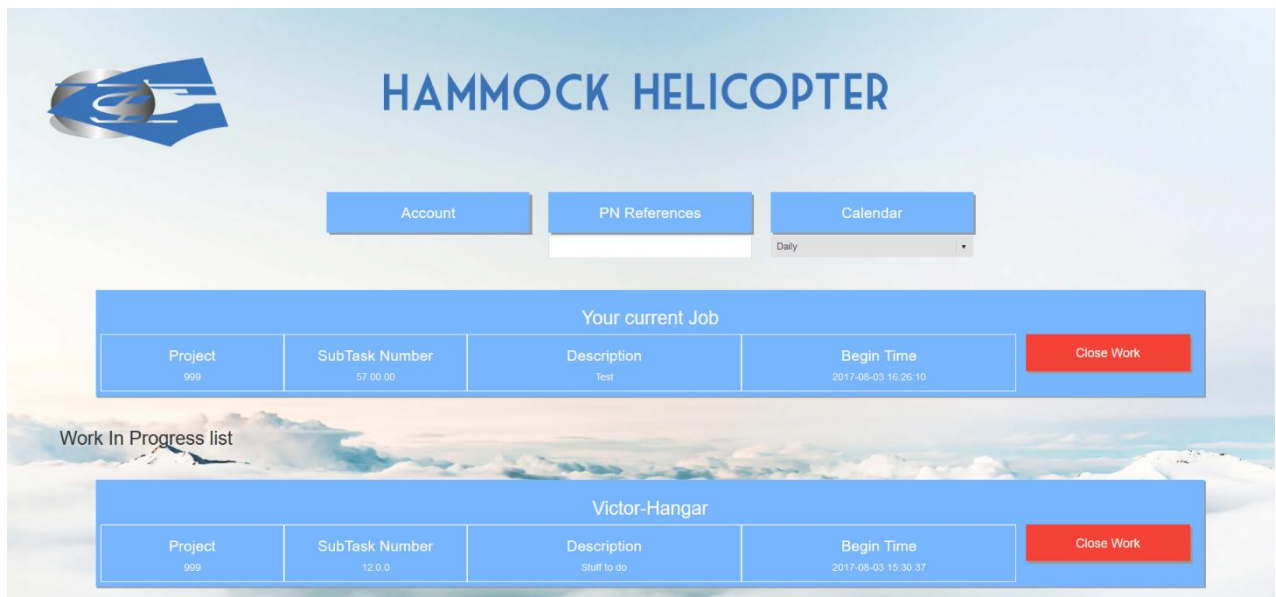 HAMMOCK HELICOPTER
Account PN References Calendar
Daily
Your current Job
Project SubTask Number Description Begin Time Close Work
999 57.00.00 Test 2017-08-03 16:26:10
Work In Progress list
Victor-Hangar
Project SubTask Number Description Begin Time Close Work
999 12.0.0 Stuff to do 2017-08-03 15:30:37